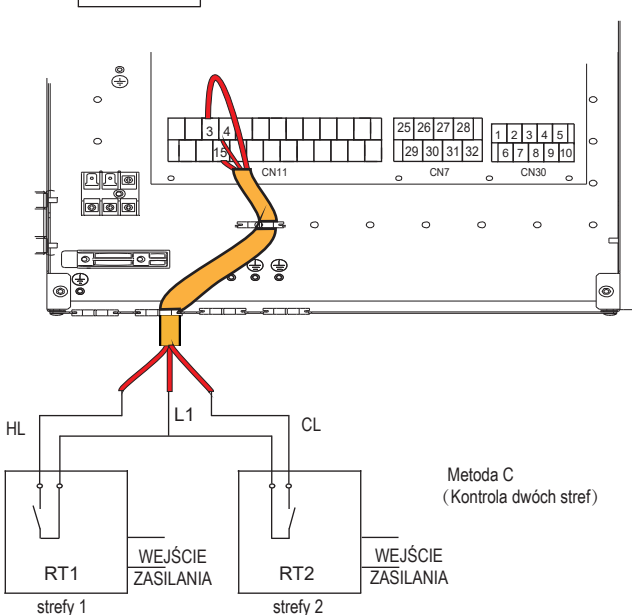 3 4
15
CN11
25 26 27 28
29 30 31 32
CN7
1 2 3 4 5
6 7 8 9 10
CN30
HL
L1
CL
Metoda C
(Kontrola dwóch stref)
RT1
WEJŚCIE
ZASILANIA
strefy 1
RT2
WEJŚCIE
ZASILANIA
strefy 2